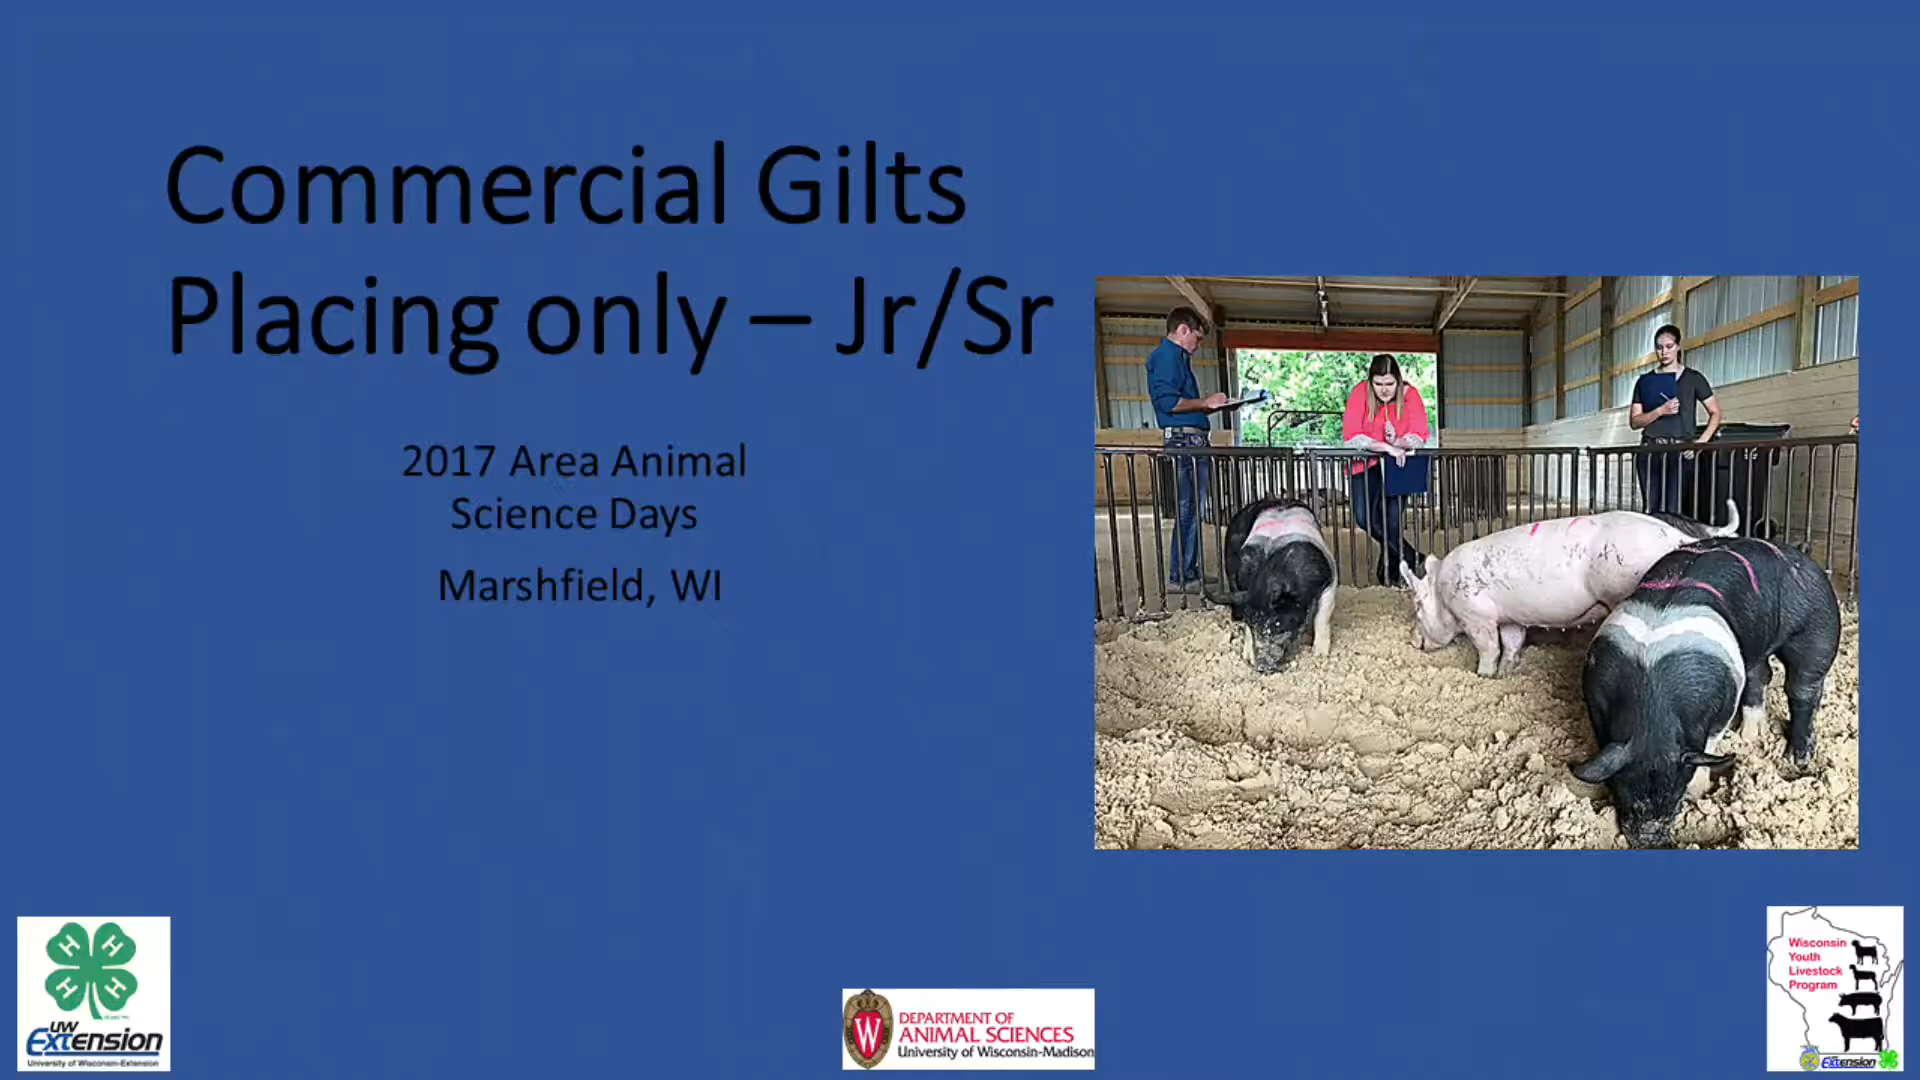 Commercial Gilts
Placing only – Jr/Sr
2017 Area Animal
Science Days
Marshfield, WI
H H
H H
UW
Extension
University of Wisconsin-Extension
W
DEPARTMENT OF
ANIMAL SCIENCES
University of Wisconsin-Madison
Wisconsin
Youth
Livestock
Program
Extension